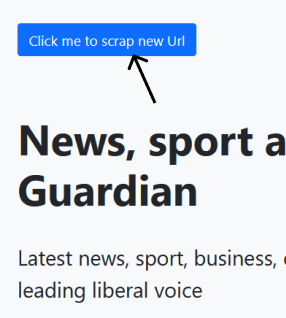 Click me to scrap new Url
News, sport a
Guardian
Latest news, sport, business,
leading liberal voice